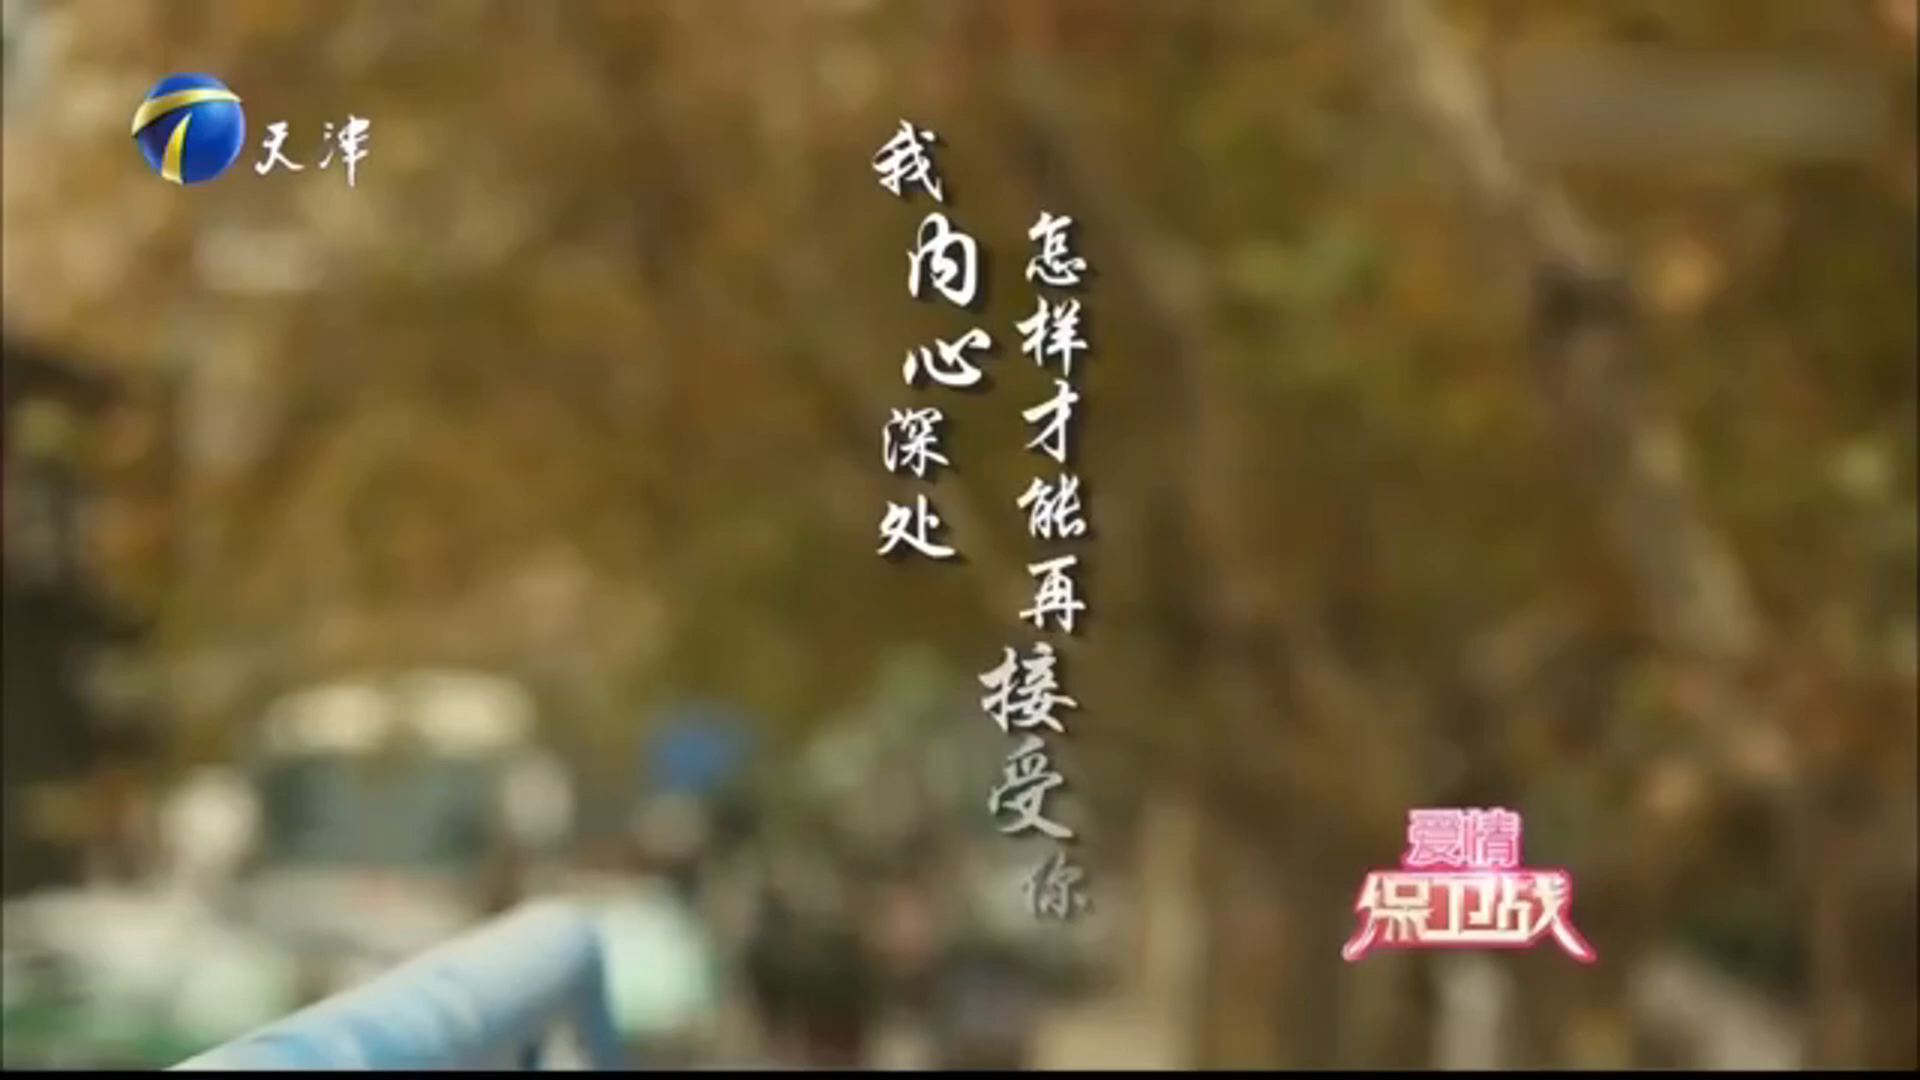 天津
我内心深处
怎样才能再接受你
爱情
保卫战